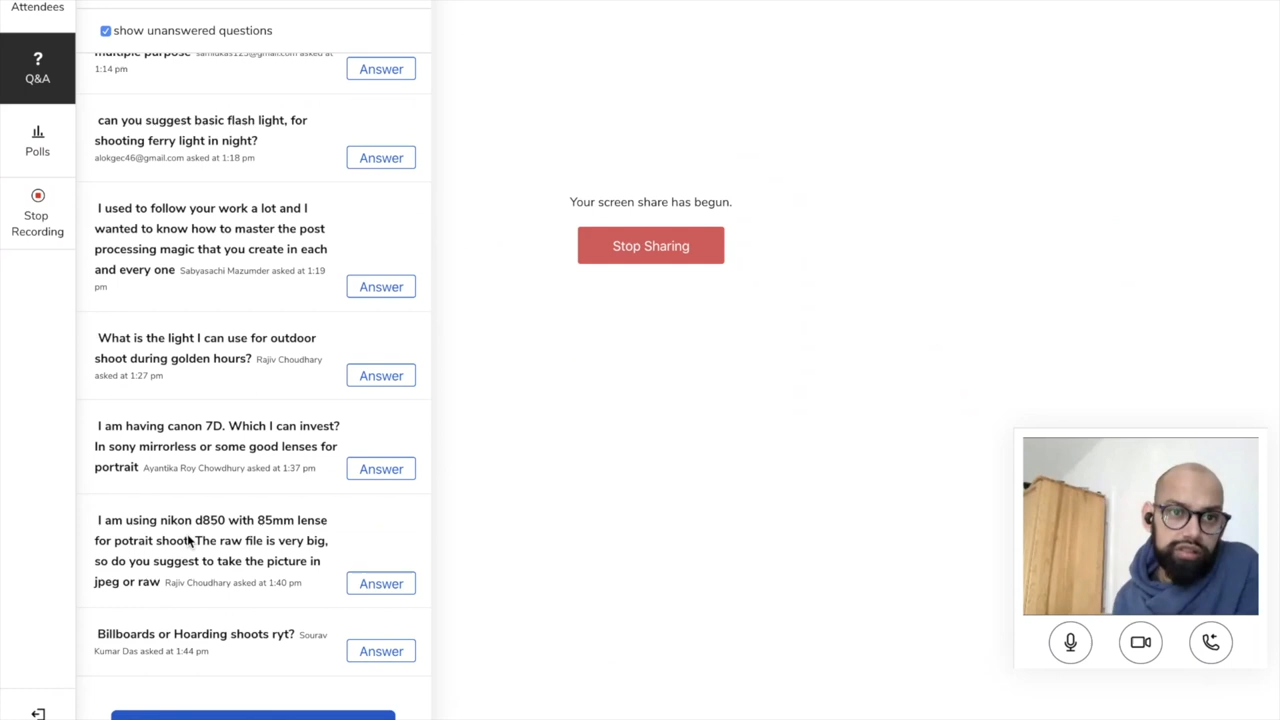 Attendees
?
Q&A
Polls
Stop
Recording
show unanswered questions
multiple purpose samiukas123@gmail.com asked at
1:14 pm
Answer
can you suggest basic flash light, for
shooting ferry light in night?
alokgec46@gmail.com asked at 1:18 pm
Answer
I used to follow your work a lot and I
wanted to know how to master the post
processing magic that you create in each
and every one Sabyasachi Mazumder asked at 1:19
pm
Answer
What is the light I can use for outdoor
shoot during golden hours? Rajiv Choudhary
asked at 1:27 pm
Answer
I am having canon 7D. Which I can invest?
In sony mirrorless or some good lenses for
portrait Ayantika Roy Chowdhury asked at 1:37 pm
Answer
I am using nikon d850 with 85mm lense
for potrait shoot. The raw file is very big,
so do you suggest to take the picture in
jpeg or raw Rajiv Choudhary asked at 1:40 pm
Answer
Billboards or Hoarding shoots ryt? Sourav
Kumar Das asked at 1:44 pm
Answer
Your screen share has begun.
Stop Sharing